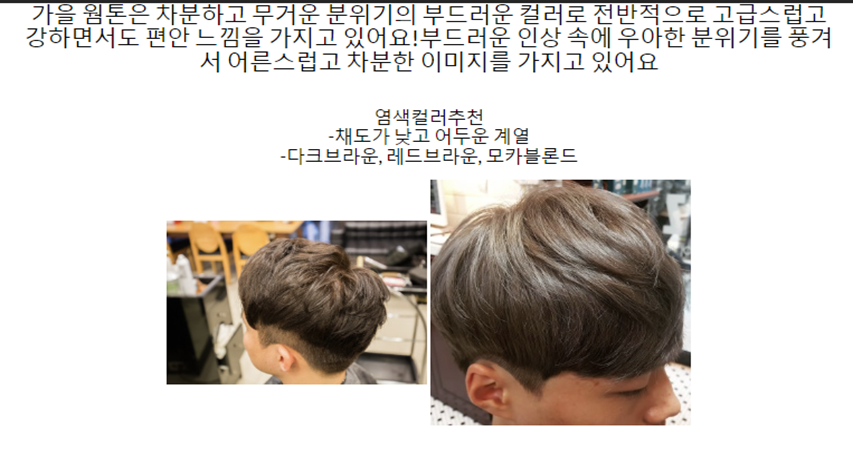 가을 웜톤은 차분하고 무거운 분위기의 부드러운 컬러로 전반적으로 고급스럽고
강하면서도 편안 느낌을 가지고 있어요!부드러운 인상 속에 우아한 분위기를 풍겨
서 어른스럽고 차분한 이미지를 가지고 있어요
염색컬러추천
-채도가 낮고 어두운 계열
-다크브라운, 레드브라운, 모카블론드